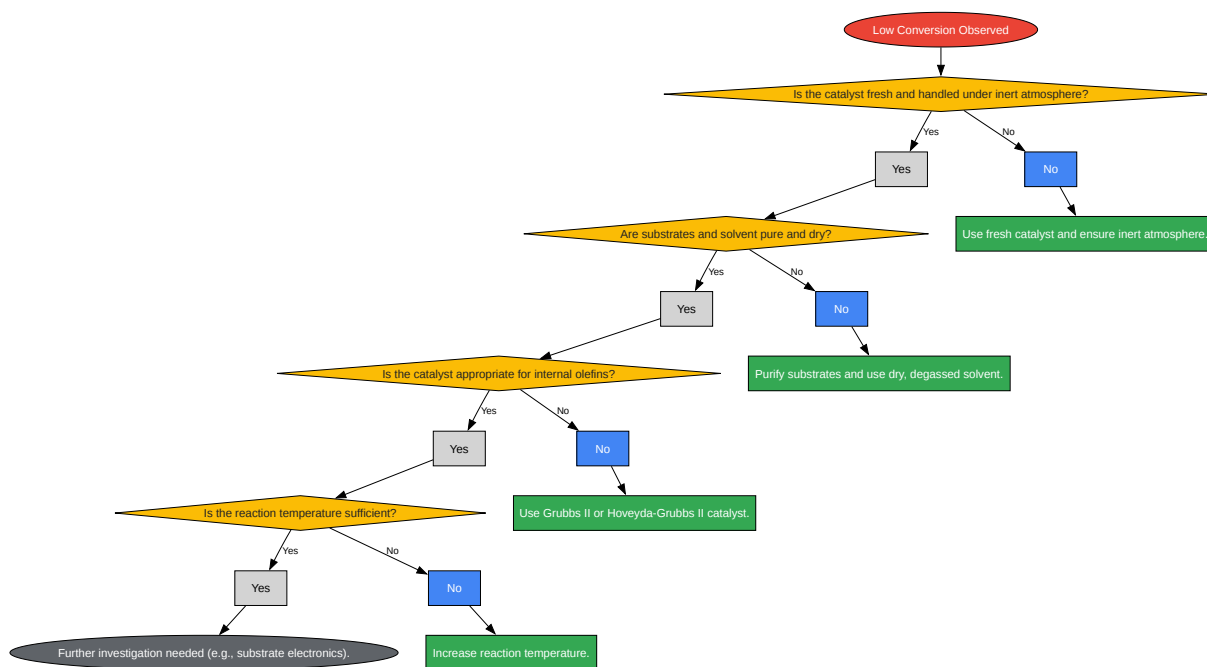 Low Conversion Observed
Is the catalyst fresh and handled under inert atmosphere?
Yes
No
Yes
No
Use fresh catalyst and ensure inert atmosphere.
Are substrates and solvent pure and dry?
Yes
No
Yes
No
Purify substrates and use dry, degassed solvent.
Is the catalyst appropriate for internal olefins?
Yes
No
Yes
No
Use Grubbs II or Hoveyda-Grubbs II catalyst.
Is the reaction temperature sufficient?
Yes
No
Yes
No
Further investigation needed (e.g., substrate electronics).
Increase reaction temperature.